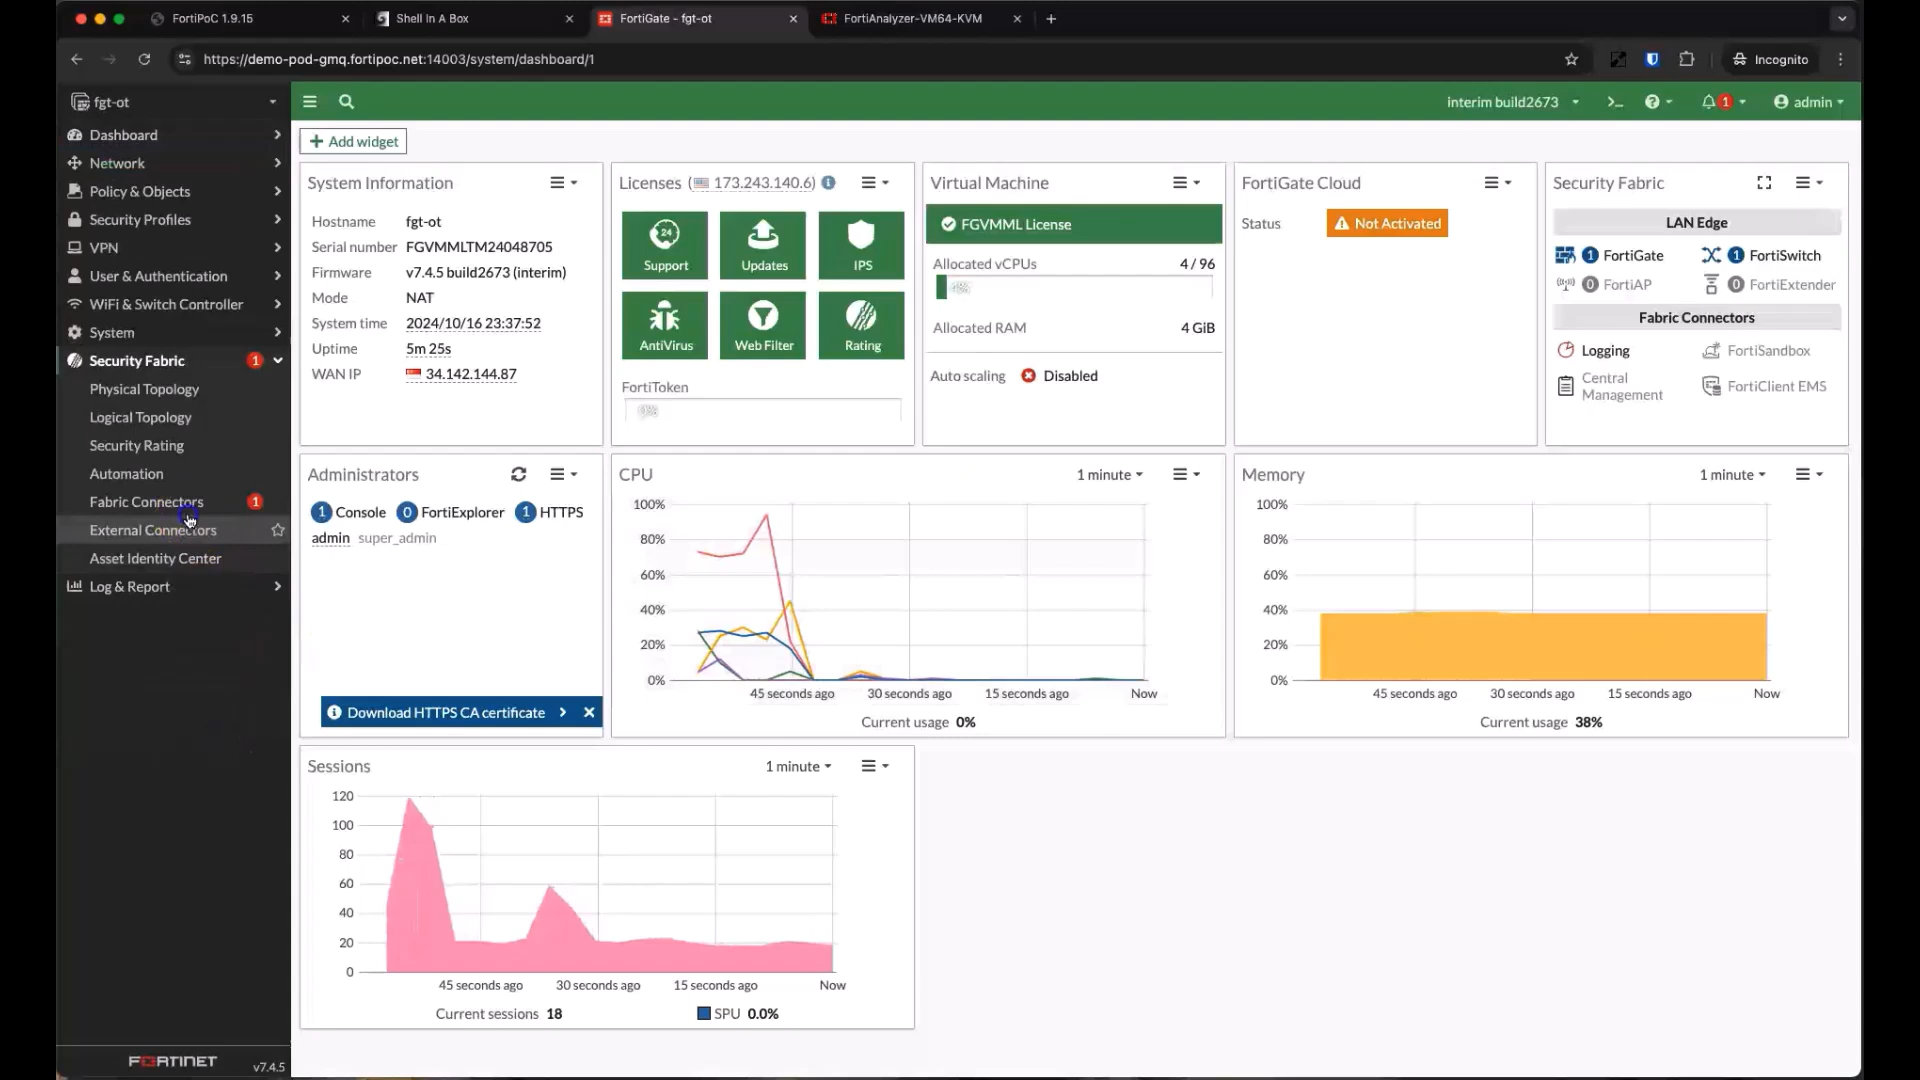 FortiPoC 1.9.15
Shell In A Box
FortiGate - fgt-ot
FortiAnalyzer-VM64-KVM
https://demo-pod-gmq.fortipoc.net:14003/system/dashboard/1
Incognito
fgt-ot
interim build2673
1
admin
Dashboard
Network
Policy & Objects
Security Profiles
VPN
User & Authentication
WiFi & Switch Controller
System
Security Fabric 1
Physical Topology
Logical Topology
Security Rating
Automation
Fabric Connectors 1
External Connectors
Asset Identity Center
Log & Report
FORTINET
v7.4.5
Add widget
System Information
Hostname fgt-ot
Serial number FGVMMLTM24048705
Firmware v7.4.5 build2673 (interim)
Mode NAT
System time 2024/10/16 23:37:52
Uptime 5m 25s
WAN IP 34.142.144.87
Licenses (173.243.140.6)
24
Support
Updates
IPS
AntiVirus
Web Filter
Rating
FortiToken
0%
Virtual Machine
FGVMML License
Allocated vCPUs 4 / 96
4%
Allocated RAM 4 GiB
Auto scaling Disabled
FortiGate Cloud
Status Not Activated
Security Fabric
LAN Edge
1 FortiGate
1 FortiSwitch
0 FortiAP
0 FortiExtender
Fabric Connectors
Logging
FortiSandbox
Central
Management
FortiClient EMS
Administrators
1 Console 0 FortiExplorer 1 HTTPS
admin super_admin
Download HTTPS CA certificate
CPU
1 minute
100%
80%
60%
40%
20%
0%
45 seconds ago 30 seconds ago 15 seconds ago Now
Current usage 0%
Memory
1 minute
100%
80%
60%
40%
20%
0%
45 seconds ago 30 seconds ago 15 seconds ago Now
Current usage 38%
Sessions
1 minute
120
100
80
60
40
20
0
45 seconds ago 30 seconds ago 15 seconds ago Now
Current sessions 18
SPU 0.0%